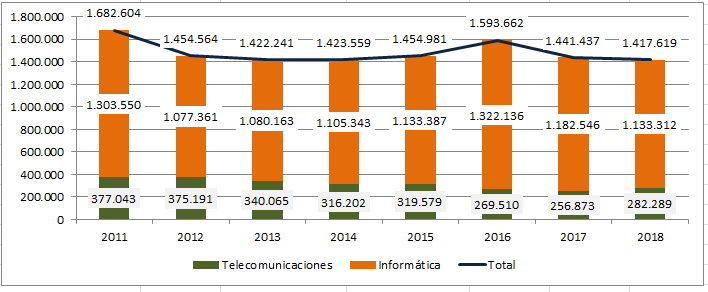 1.800.000
1.600.000
1.400.000
1.200.000
1.000.000
800.000
600.000
400.000
200.000
0
1.682.604 1.454.564 1.422.241 1.423.559 1.454.981 1.593.662 1.441.437 1.417.619
1.303.550 1.077.361 1.080.163 1.105.343 1.133.387 1.322.136 1.182.546 1.133.312
377.043 375.191 340.065 316.202 319.579 269.510 256.873 282.289
2011 2012 2013 2014 2015 2016 2017 2018
Telecomunicaciones Informática Total